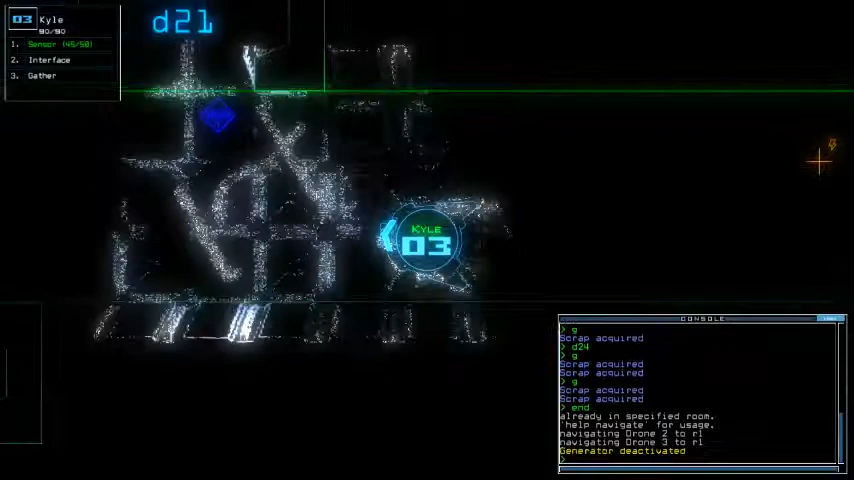 03 Kyle
90/90
1. Sensor (45/50)
2. Interface
3. Gather
d21
KYLE
03
CONSOLE
> g
Scrap acquired
> d24
> g
Scrap acquired
Scrap acquired
> g
Scrap acquired
Scrap acquired
> end
already in specified room.
'help navigate' for usage.
navigating Drone 2 to r1
navigating Drone 3 to r1
Generator deactivated
>